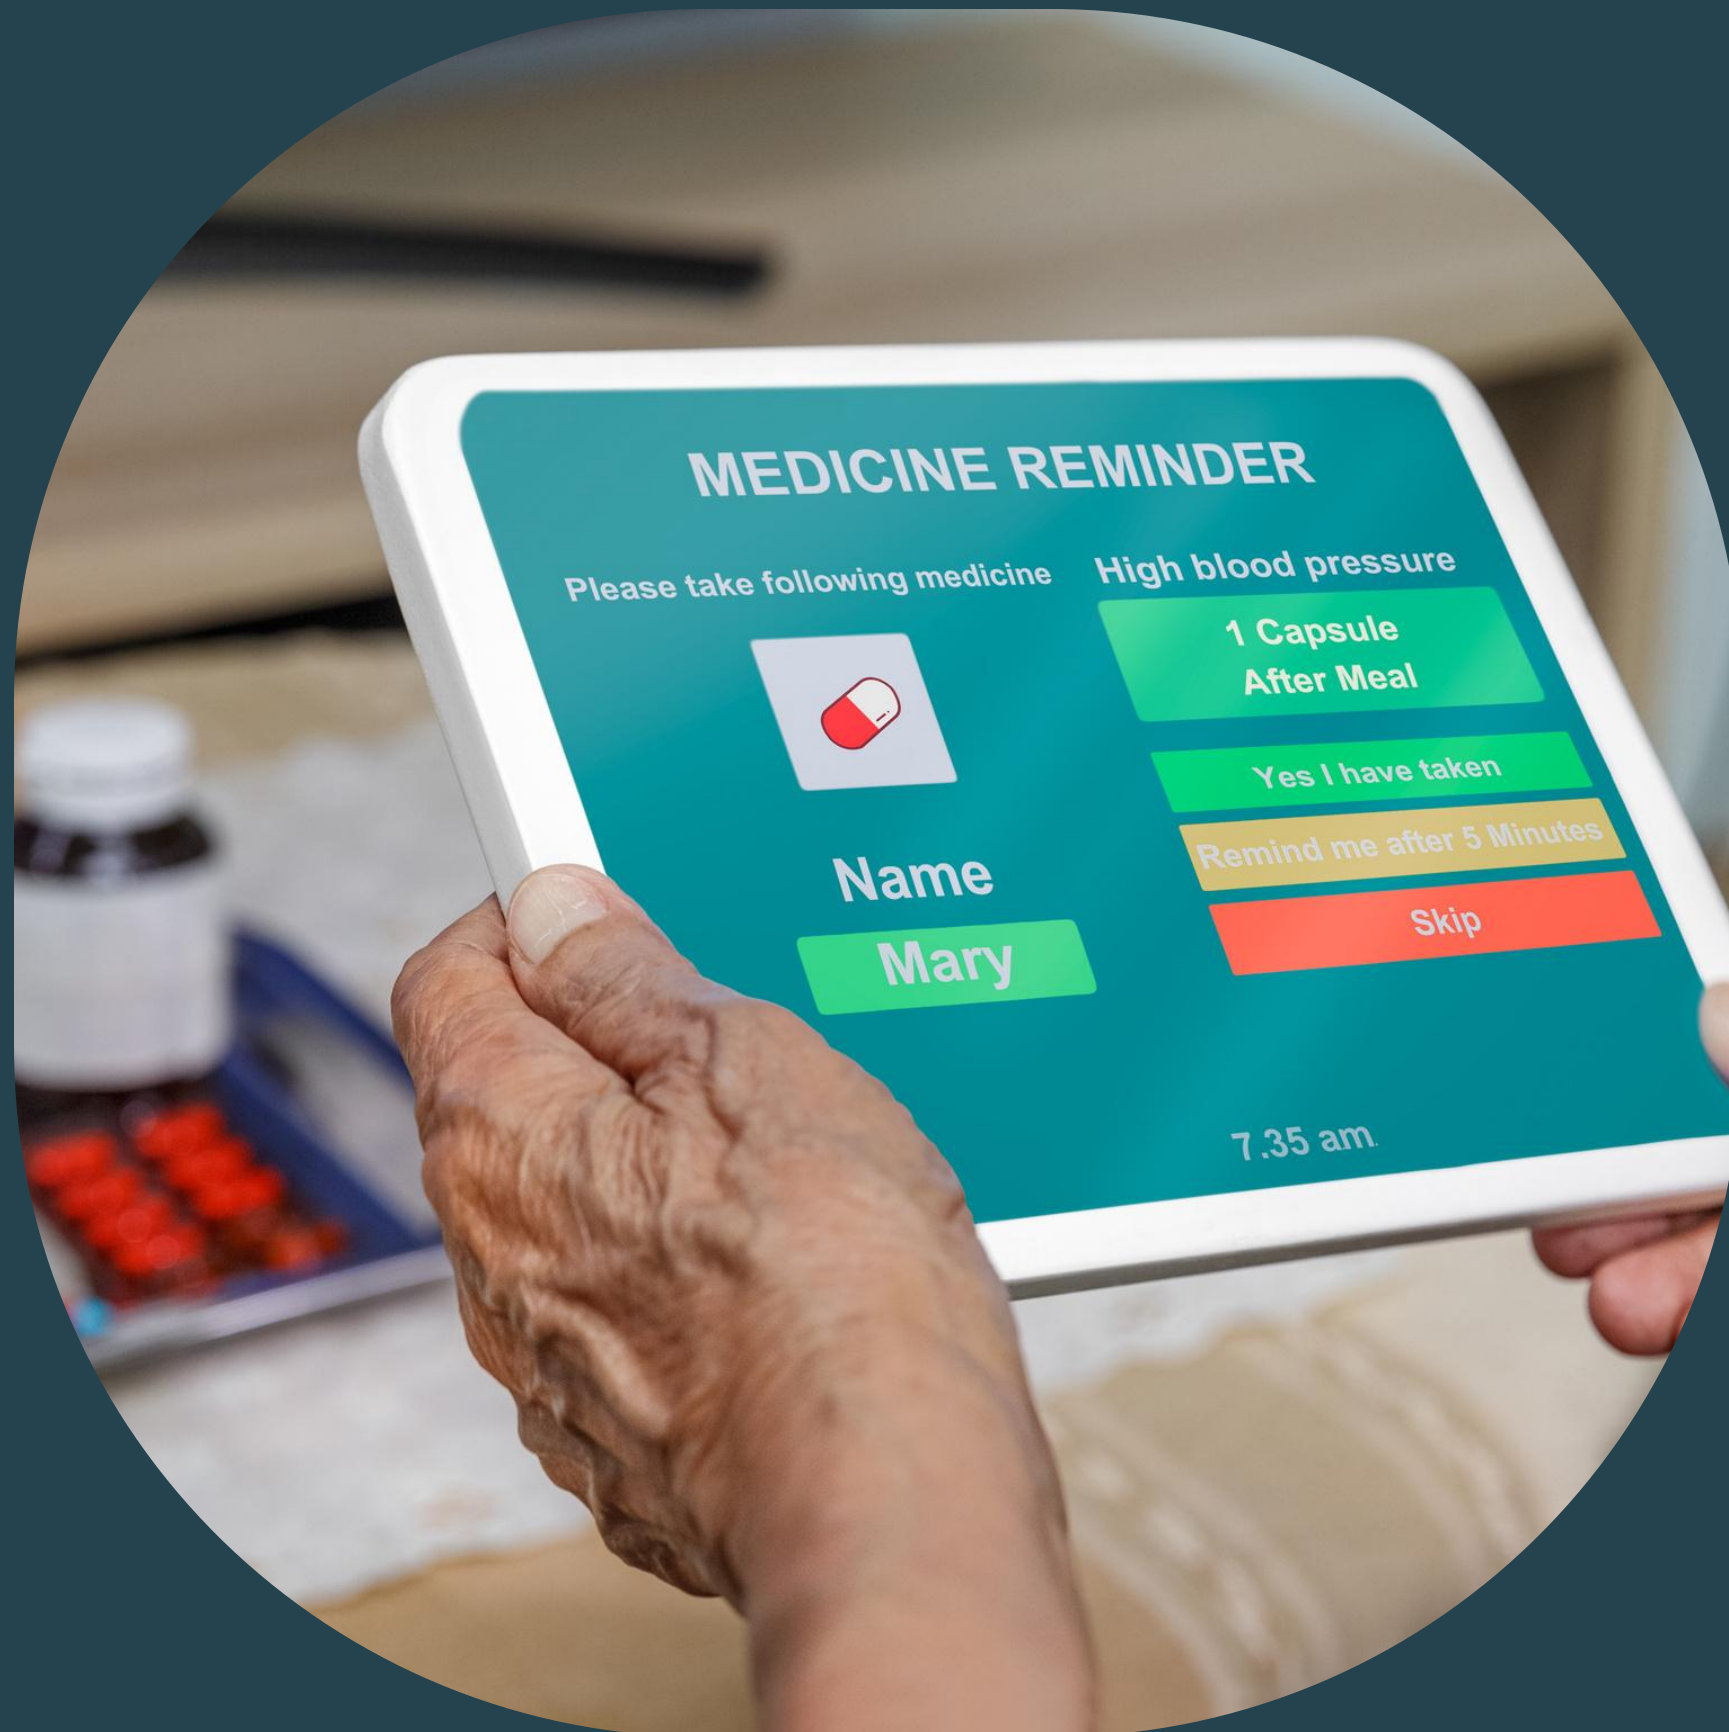 MEDICINE REMINDER
Please take following medicine
Name
Mary
High blood pressure
1 Capsule
After Meal
Yes I have taken
Remind me after 5 Minutes
Skip
7.35 am.